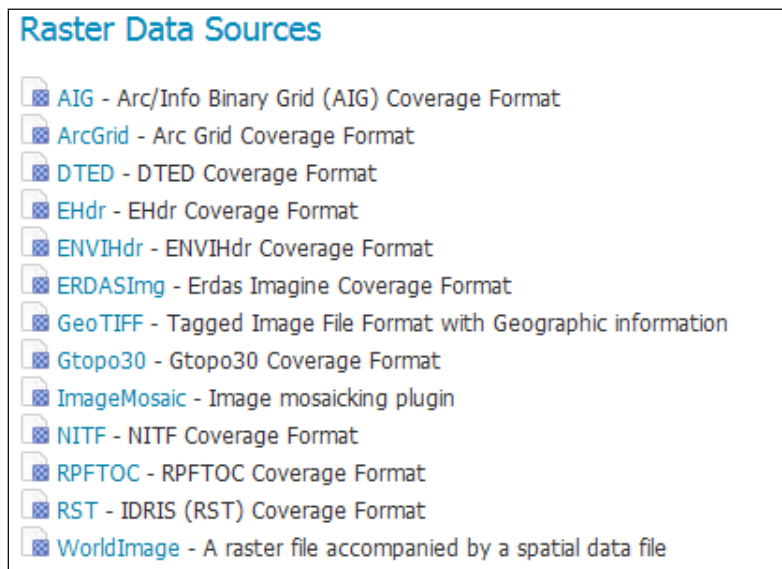 Raster Data Sources
AIG - Arc/Info Binary Grid (AIG) Coverage Format
ArcGrid - Arc Grid Coverage Format
DTED - DTED Coverage Format
EHdr - EHdr Coverage Format
ENVIHdr - ENVIHdr Coverage Format
ERDASImg - Erdas Imagine Coverage Format
GeoTIFF - Tagged Image File Format with Geographic information
Gtopo30 - Gtopo30 Coverage Format
ImageMosaic - Image mosaicking plugin
NITF - NITF Coverage Format
RPFTOC - RPFTOC Coverage Format
RST - IDRIS (RST) Coverage Format
WorldImage - A raster file accompanied by a spatial data file